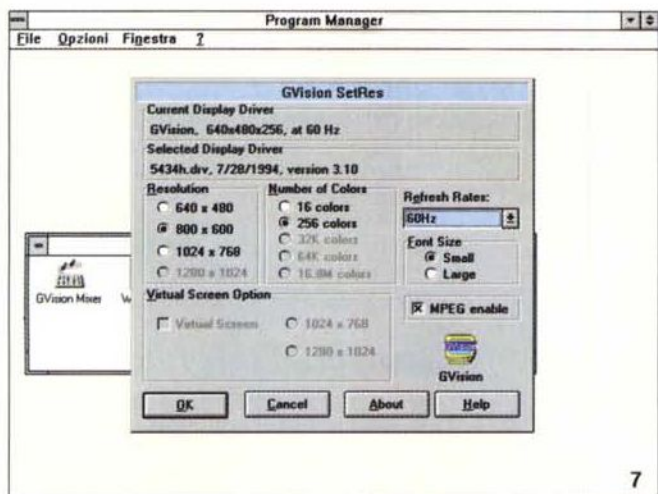 Program Manager
File Opzioni Finestra ?
GVision SetRes
Current Display Driver
GVision, 640x480x256, at 60 Hz
Selected Display Driver
5434h.drv, 7/28/1994, version 3.10
Resolution
640 x 480
800 x 600
1024 x 768
1280 x 1024
Number of Colors
16 colors
256 colors
32K colors
64K colors
16.8M colors
Refresh Rates:
60Hz
Font Size
Small
Large
Virtual Screen Option
Virtual Screen
1024 x 768
1280 x 1024
MPEG enable
GVision
OK Cancel About Help
GVision Mixer
W
7